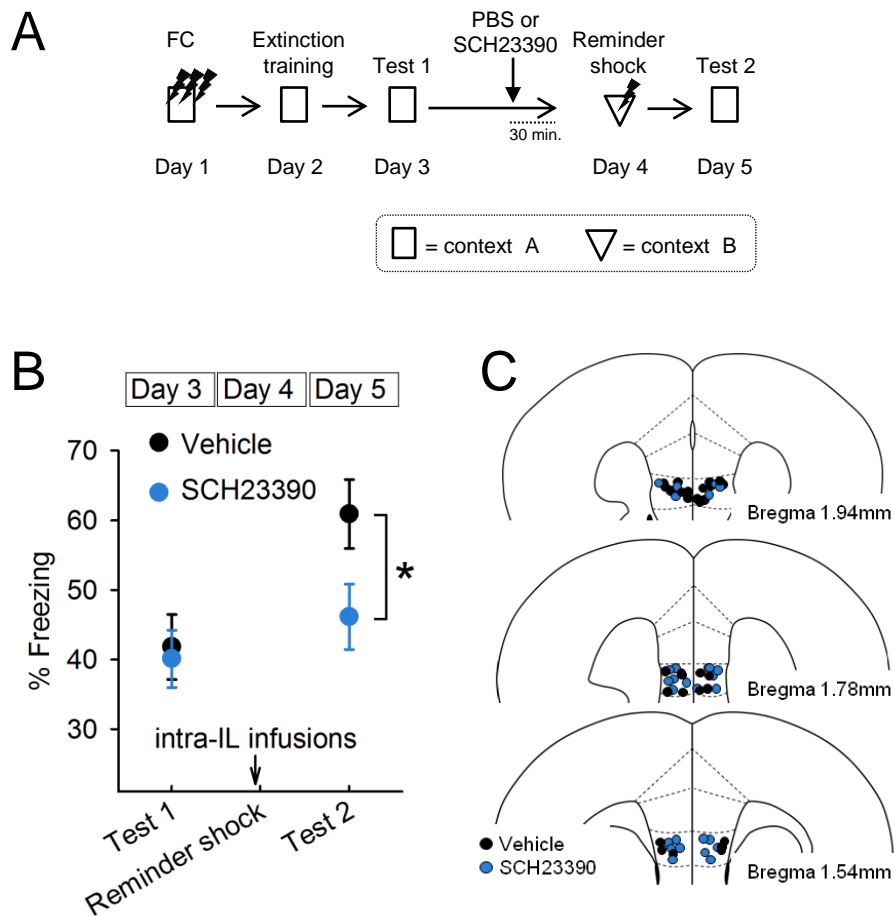 A
FC
Extinction
training
Test 1
PBS or
SCH23390
Reminder
shock
Test 2
30 min.
Day 1
Day 2
Day 3
Day 4
Day 5
= context A
= context B
B
Day 3
Day 4
Day 5
Vehicle
SCH23390
% Freezing
70
60
50
40
30
*
intra-IL infusions
Test 1
Reminder shock
Test 2
C
Bregma 1.94mm
Bregma 1.78mm
Vehicle
SCH23390
Bregma 1.54mm